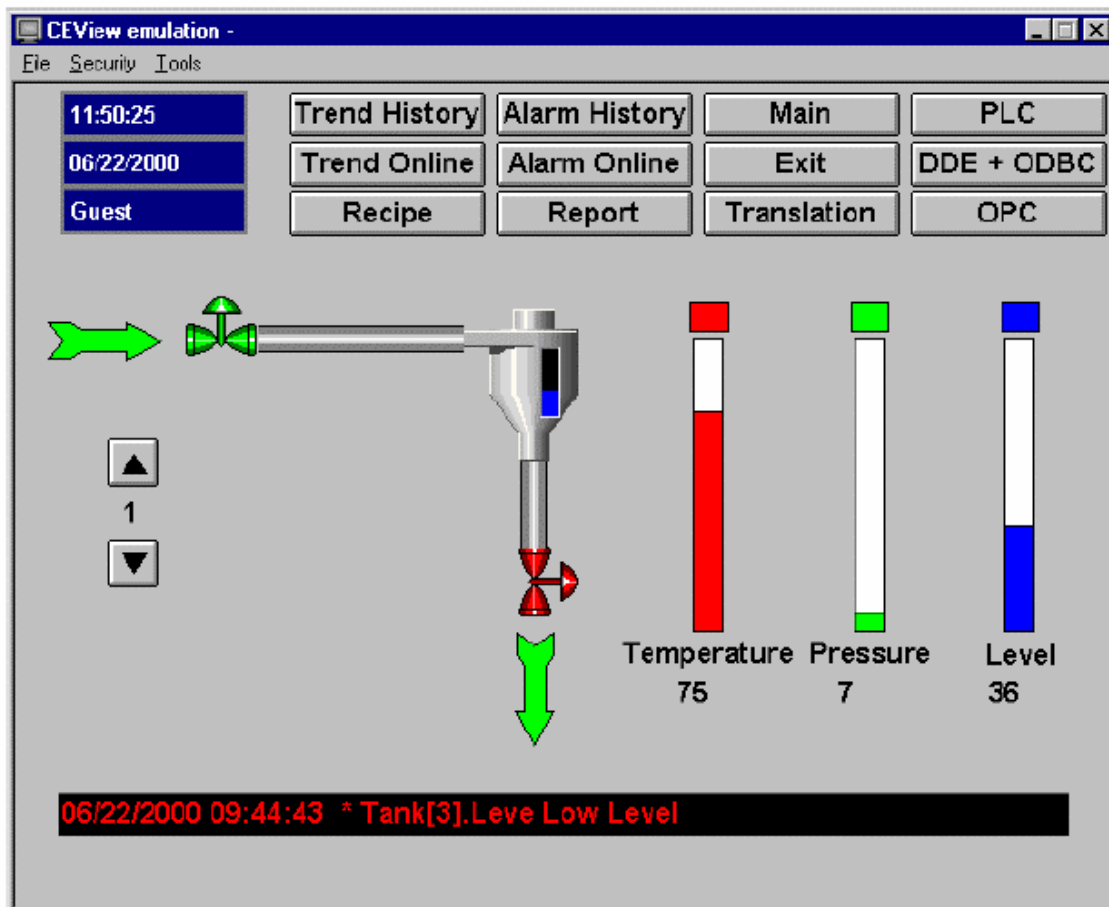 CEView emulation -
File Security Tools
11:50:25 Trend History Alarm History Main PLC
06/22/2000 Trend Online Alarm Online Exit DDE + ODBC
Guest Recipe Report Translation OPC
1
Temperature Pressure Level
75 7 36
06/22/2000 09:44:43 * Tank[3].Leve Low Level